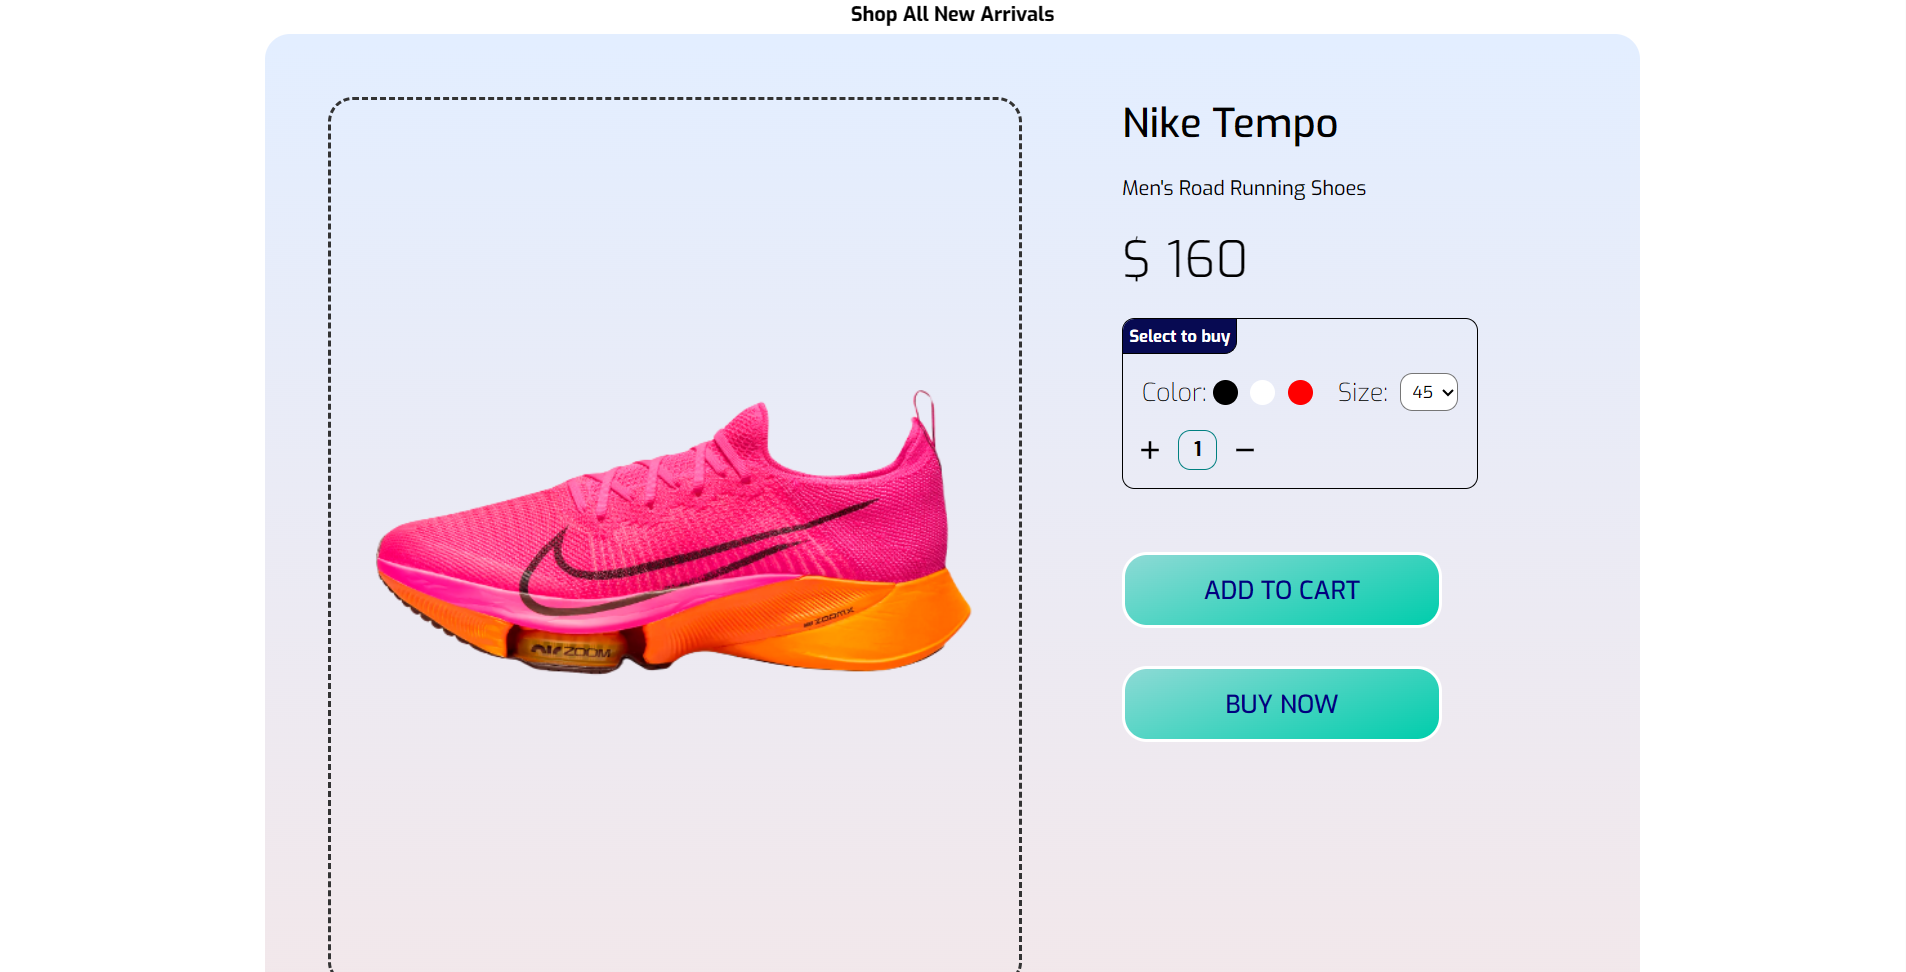 Shop All New Arrivals
Nike Tempo
Men's Road Running Shoes
$ 160
Select to buy
Color: Size: 45
+ 1 −
ADD TO CART
BUY NOW
ZOOMX
AIR ZOOM